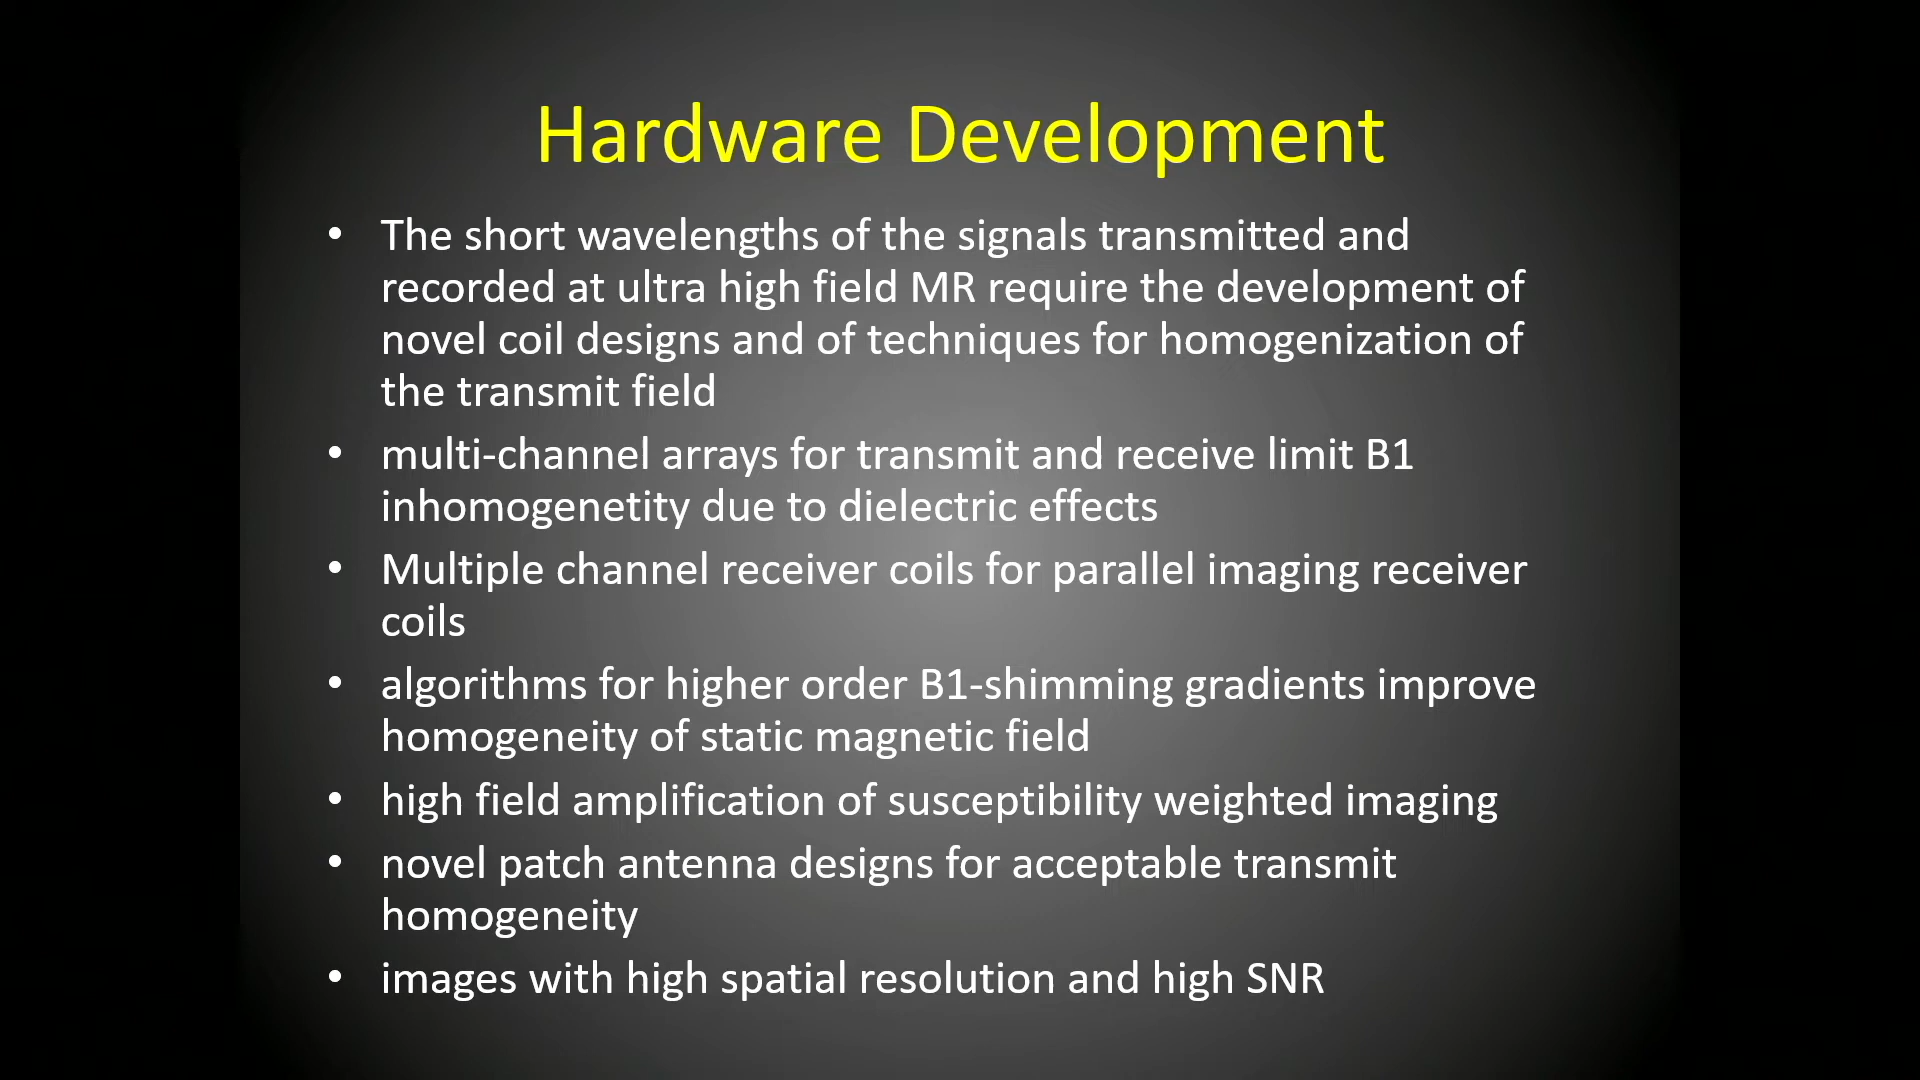 Hardware Development
• The short wavelengths of the signals transmitted and
recorded at ultra high field MR require the development of
novel coil designs and of techniques for homogenization of
the transmit field
• multi-channel arrays for transmit and receive limit B1
inhomogenetity due to dielectric effects
• Multiple channel receiver coils for parallel imaging receiver
coils
• algorithms for higher order B1-shimming gradients improve
homogeneity of static magnetic field
• high field amplification of susceptibility weighted imaging
• novel patch antenna designs for acceptable transmit
homogeneity
• images with high spatial resolution and high SNR